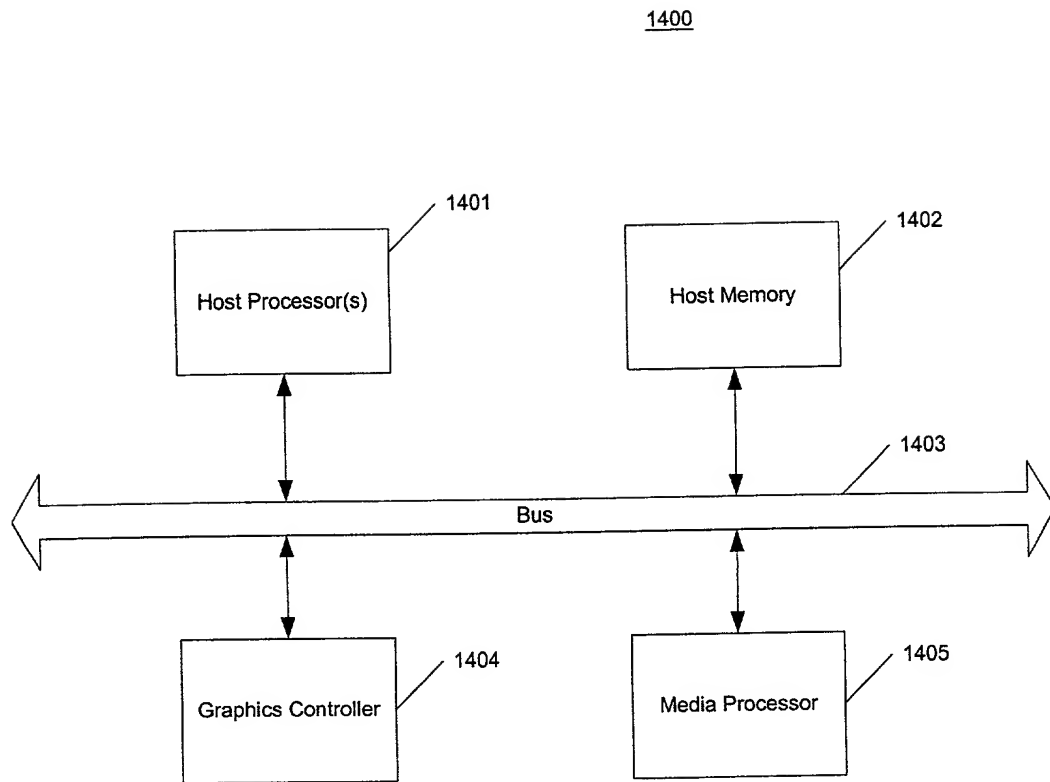 1400
1401
1402
Host Processor(s)
Host Memory
1403
Bus
1404
1405
Graphics Controller
Media Processor